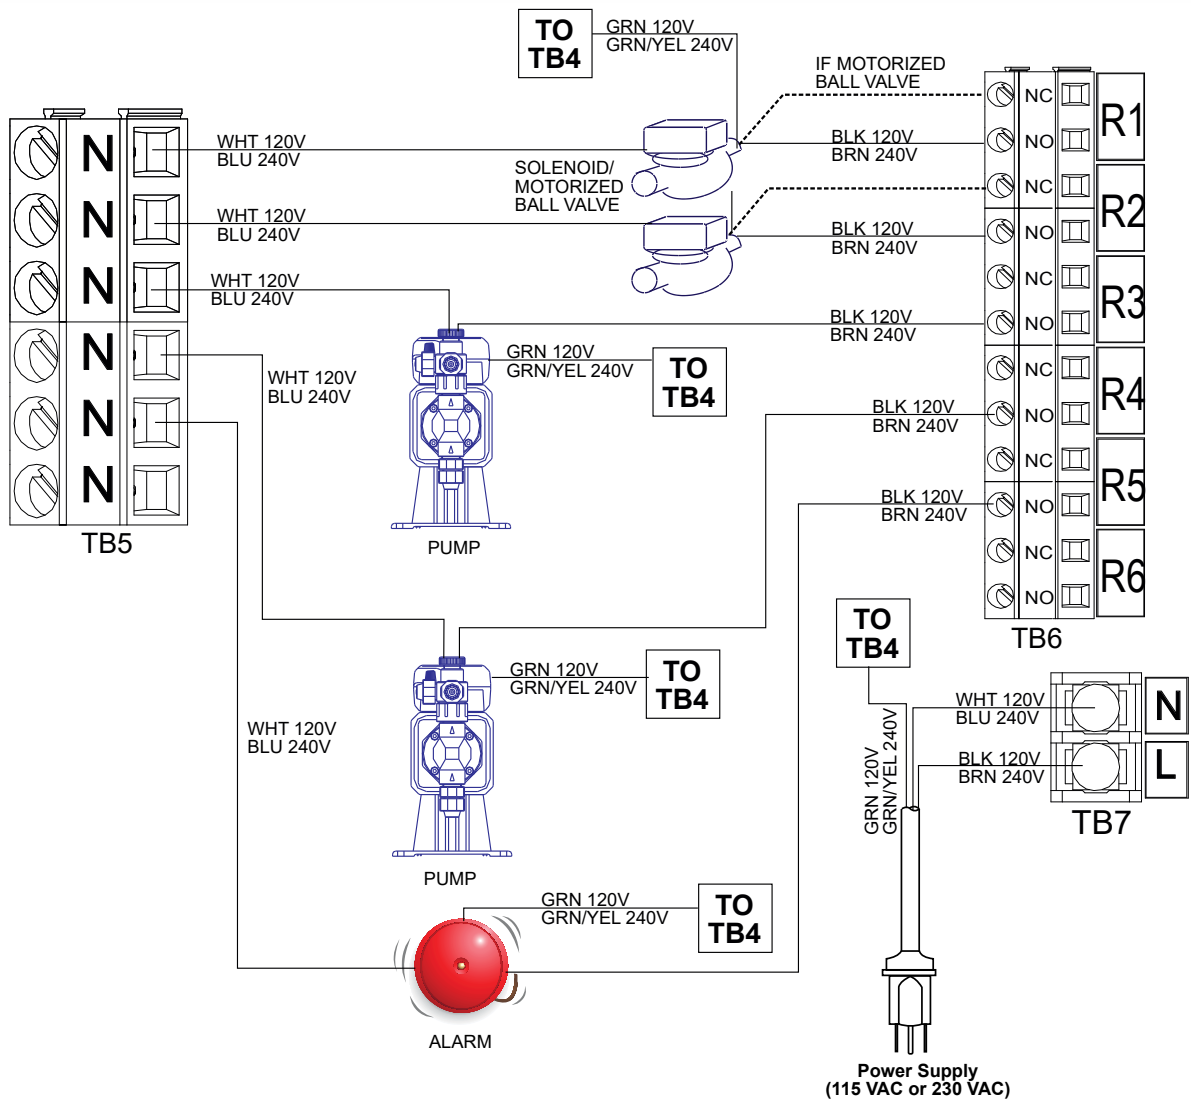 TO
TB4
GRN 120V
GRN/YEL 240V
IF MOTORIZED
BALL VALVE
N
WHT 120V
BLU 240V
SOLENOID/
MOTORIZED
BALL VALVE
BLK 120V
BRN 240V
NC
NO
R1
N
WHT 120V
BLU 240V
BLK 120V
BRN 240V
NC
NO
R2
N
WHT 120V
BLU 240V
BLK 120V
BRN 240V
NC
NO
R3
N
WHT 120V
BLU 240V
GRN 120V
GRN/YEL 240V
TO
TB4
BLK 120V
BRN 240V
NC
NO
R4
N
N
TB5
PUMP
BLK 120V
BRN 240V
NC
NO
R5
NC
NO
R6
TB6
TO
TB4
GRN 120V
GRN/YEL 240V
TO
TB4
WHT 120V
BLU 240V
PUMP
GRN 120V
GRN/YEL 240V
WHT 120V
BLU 240V
N
BLK 120V
BRN 240V
L
TB7
GRN 120V
GRN/YEL 240V
TO
TB4
ALARM
Power Supply
(115 VAC or 230 VAC)